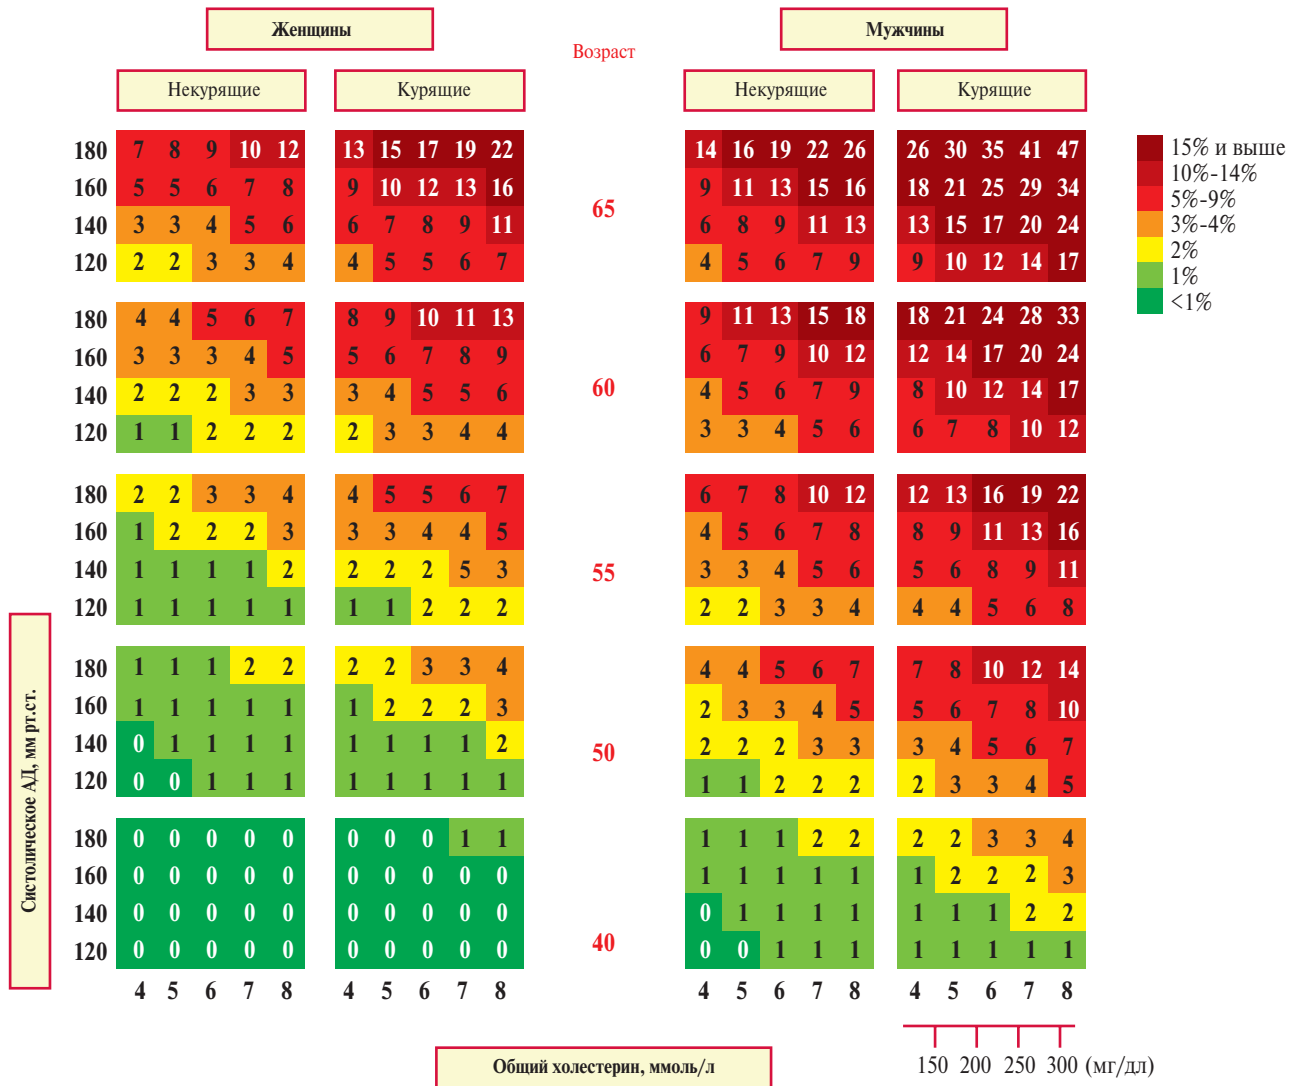 Женщины Мужчины
Возраст
Некурящие Курящие Некурящие Курящие
180 7 8 9 10 12 13 15 17 19 22 14 16 19 22 26 26 30 35 41 47 15% и выше
10%-14%
160 5 5 6 7 8 9 10 12 13 16 9 11 13 15 16 18 21 25 29 34 5%-9%
65
140 3 3 4 5 6 6 7 8 9 11 6 8 9 11 13 13 15 17 20 24 3%-4%
2%
120 2 2 3 3 4 4 5 5 6 7 4 5 6 7 9 9 10 12 14 17 1%
<1%
180 4 4 5 6 7 8 9 10 11 13 9 11 13 15 18 18 21 24 28 33
160 3 3 3 4 5 5 6 7 8 9 6 7 9 10 12 12 14 17 20 24
60
140 2 2 2 3 3 3 4 5 5 6 4 5 6 7 9 8 10 12 14 17
120 1 1 2 2 2 2 3 3 4 4 3 3 4 5 6 6 7 8 10 12
180 2 2 3 3 4 4 5 5 6 7 6 7 8 10 12 12 13 16 19 22
160 1 2 2 2 3 3 3 4 4 5 4 5 6 7 8 8 9 11 13 16
140 1 1 1 1 2 2 2 2 5 3 55 3 3 4 5 6 5 6 8 9 11
120 1 1 1 1 1 1 1 2 2 2 2 2 3 3 4 4 4 5 6 8
180 1 1 1 2 2 2 2 3 3 4 4 4 5 6 7 7 8 10 12 14
160 1 1 1 1 1 1 2 2 2 3 2 3 3 4 5 5 6 7 8 10
140 0 1 1 1 1 1 1 1 1 2 50 2 2 2 3 3 3 4 5 6 7
120 0 0 1 1 1 1 1 1 1 1 1 1 2 2 2 2 3 3 4 5
180 0 0 0 0 0 0 0 0 1 1 1 1 1 2 2 2 2 3 3 4
160 0 0 0 0 0 0 0 0 0 0 1 1 1 1 1 1 2 2 2 3
140 0 0 0 0 0 0 0 0 0 0 0 1 1 1 1 1 1 1 2 2
120 0 0 0 0 0 0 0 0 0 0 40 0 0 1 1 1 1 1 1 1 1
4 5 6 7 8 4 5 6 7 8 4 5 6 7 8 4 5 6 7 8
Систолическое АД, мм рт.ст.
Общий холестерин, ммоль/л
150 200 250 300 (мг/дл)